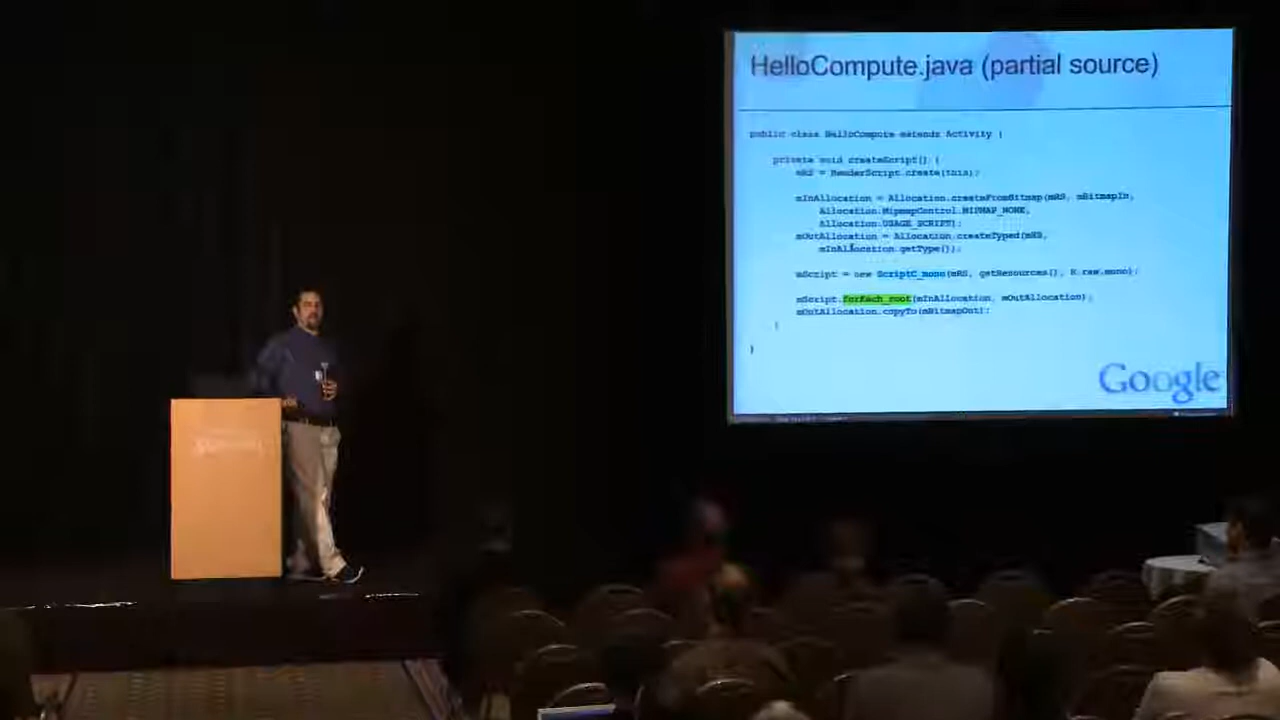 HelloCompute.java (partial source)
public class HelloCompute extends Activity {
private void createScript() {
mRS = RenderScript.create(this);
mInAllocation = Allocation.createFromBitmap(mRS, mBitmapIn,
Allocation.MipmapControl.MIPMAP_NONE,
Allocation.USAGE_SCRIPT);
mOutAllocation = Allocation.createTyped(mRS,
mInAllocation.getType());
mScript = new ScriptC_mono(mRS, getResources(), R.raw.mono);
mScript.forEach_root(mInAllocation, mOutAllocation);
mOutAllocation.copyTo(mBitmapOut);
}
}
Google